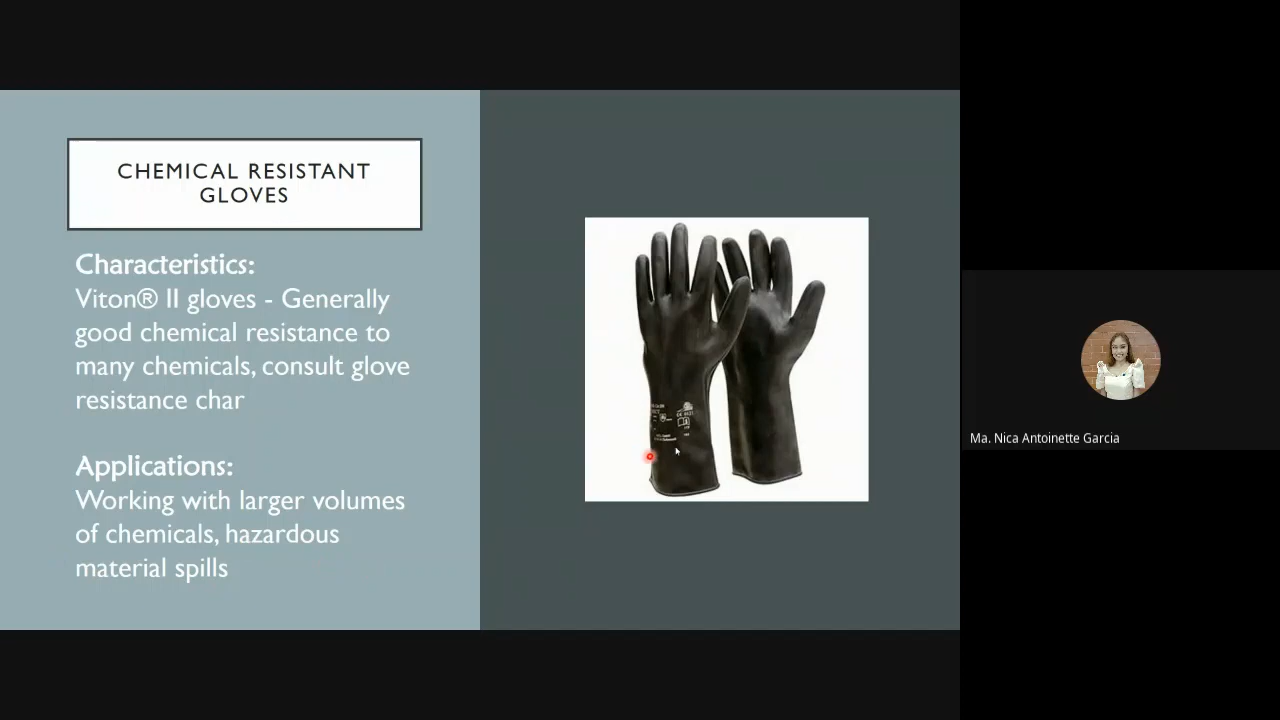 CHEMICAL RESISTANT
GLOVES
Characteristics:
Viton® II gloves - Generally
good chemical resistance to
many chemicals, consult glove
resistance char
Applications:
Working with larger volumes
of chemicals, hazardous
material spills
Ma. Nica Antoinette Garcia